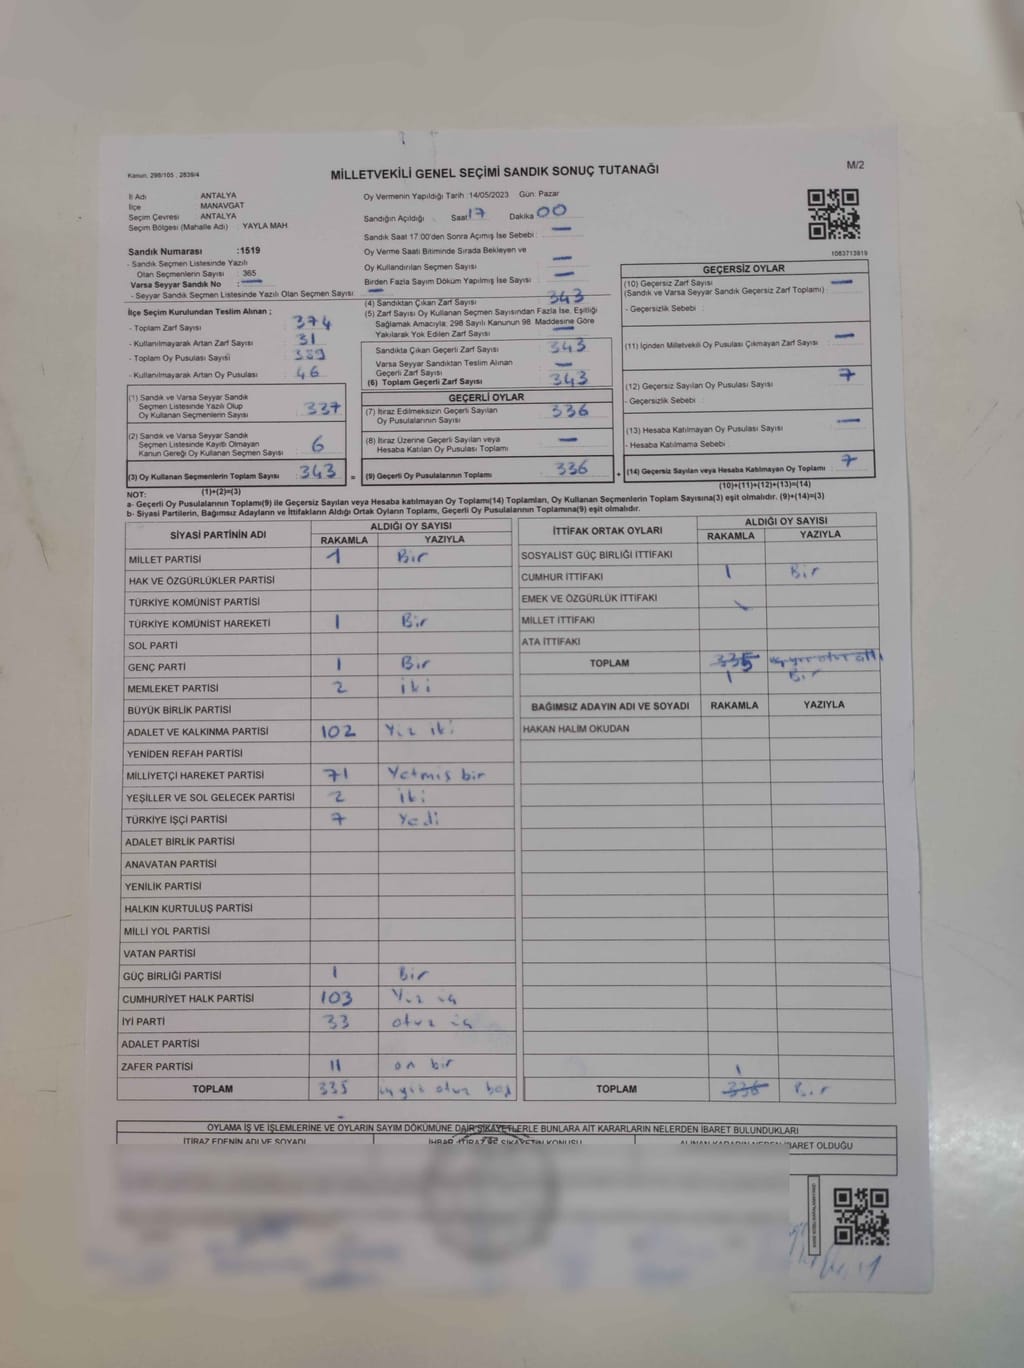 Kanun. 298/105 , 2839/4
MİLLETVEKİLİ GENEL SEÇİMİ SANDIK SONUÇ TUTANAĞI
M/2
İl Adı ANTALYA
İlçe MANAVGAT
Seçim Çevresi ANTALYA
Seçim Bölgesi (Mahalle Adı) : YAYLA MAH.
Oy Vermenin Yapıldığı Tarih :14/05/2023 Gün: Pazar
Sandığın Açıldığı Saat 17 Dakika 00
Sandık Saat 17:00'den Sonra Açımış İse Sebebi : —
Oy Verme Saati Bitiminde Sırada Bekleyen ve
Oy Kullandırılan Seçmen Sayısı —
Birden Fazla Sayım Döküm Yapılmış İse Sayısı : —
1063713919
Sandık Numarası :1519
- Sandık Seçmen Listesinde Yazılı
Olan Seçmenlerin Sayısı : 365
Varsa Seyyar Sandık No : —
- Seyyar Sandık Seçmen Listesinde Yazılı Olan Seçmen Sayısı : —
İlçe Seçim Kurulundan Teslim Alınan ;
- Toplam Zarf Sayısı 374
- Kullanılmayarak Artan Zarf Sayısı : 31
- Toplam Oy Pusulası Sayısı 389
- Kullanılmayarak Artan Oy Pusulası : 46
(1) Sandık ve Varsa Seyyar Sandık
Seçmen Listesinde Yazılı Olup
Oy Kullanan Seçmenlerin Sayısı : 337
(2) Sandık ve Varsa Seyyar Sandık
Seçmen Listesinde Kayıtlı Olmayan
Kanun Gereği Oy Kullanan Seçmen Sayısı 6
(3) Oy Kullanan Seçmenlerin Toplam Sayısı : 343 =
(1)+(2)=(3)
(4) Sandıktan Çıkan Zarf Sayısı : 343
(5) Zarf Sayısı Oy Kullanan Seçmen Sayısından Fazla İse, Eşitliği
Sağlamak Amacıyla; 298 Sayılı Kanunun 98. Maddesine Göre
Yakılarak Yok Edilen Zarf Sayısı : —
Sandıkta Çıkan Geçerli Zarf Sayısı : 343
Varsa Seyyar Sandıktan Teslim Alınan
Geçerli Zarf Sayısı : —
(6) Toplam Geçerli Zarf Sayısı : 343
GEÇERLİ OYLAR
(7) İtiraz Edilmeksizin Geçerli Sayılan
Oy Pusulalarının Sayısı : 336
(8) İtiraz Üzerine Geçerli Sayılan veya
Hesaba Katılan Oy Pusulası Toplamı : —
(9) Geçerli Oy Pusulalarının Toplamı : 336 +
GEÇERSİZ OYLAR
(10) Geçersiz Zarf Sayısı
(Sandık ve Varsa Seyyar Sandık Geçersiz Zarf Toplamı) : —
- Geçersizlik Sebebi :
(11) İçinden Milletvekili Oy Pusulası Çıkmayan Zarf Sayısı : —
(12) Geçersiz Sayılan Oy Pusulası Sayısı : 7
- Geçersizlik Sebebi :
(13) Hesaba Katılmayan Oy Pusulası Sayısı : —
- Hesaba Katılmama Sebebi :
(14) Geçersiz Sayılan veya Hesaba Katılmayan Oy Toplamı : 7
(10)+(11)+(12)+(13)=(14)
NOT:
a- Geçerli Oy Pusulalarının Toplamı(9) ile Geçersiz Sayılan veya Hesaba katılmayan Oy Toplamı(14) Toplamları, Oy Kullanan Seçmenlerin Toplam Sayısına(3) eşit olmalıdır. (9)+(14)=(3)
b- Siyasi Partilerin, Bağımsız Adayların ve İttifakların Aldığı Ortak Oyların Toplamı, Geçerli Oy Pusulalarının Toplamına(9) eşit olmalıdır.
SİYASİ PARTİNİN ADI ALDIĞI OY SAYISI
RAKAMLA YAZIYLA
MİLLET PARTİSİ 1 Bir
HAK VE ÖZGÜRLÜKLER PARTİSİ
TÜRKİYE KOMÜNİST PARTİSİ
TÜRKİYE KOMÜNİST HAREKETİ 1 Bir
SOL PARTİ
GENÇ PARTİ 1 Bir
MEMLEKET PARTİSİ 2 iki
BÜYÜK BİRLİK PARTİSİ
ADALET VE KALKINMA PARTİSİ 102 Yüz iki
YENİDEN REFAH PARTİSİ
MİLLİYETÇİ HAREKET PARTİSİ 71 Yetmiş bir
YEŞİLLER VE SOL GELECEK PARTİSİ 2 iki
TÜRKİYE İŞÇİ PARTİSİ 7 Yedi
ADALET BİRLİK PARTİSİ
ANAVATAN PARTİSİ
YENİLİK PARTİSİ
HALKIN KURTULUŞ PARTİSİ
MİLLİ YOL PARTİSİ
VATAN PARTİSİ
GÜÇ BİRLİĞİ PARTİSİ 1 Bir
CUMHURİYET HALK PARTİSİ 103 Yüz üç
İYİ PARTİ 33 otuz üç
ADALET PARTİSİ
ZAFER PARTİSİ 11 on bir
TOPLAM 335 üç yüz otuz beş
İTTİFAK ORTAK OYLARI ALDIĞI OY SAYISI
RAKAMLA YAZIYLA
SOSYALİST GÜÇ BİRLİĞİ İTTİFAKI
CUMHUR İTTİFAKI 1 Bir
EMEK VE ÖZGÜRLÜK İTTİFAKI
MİLLET İTTİFAKI
ATA İTTİFAKI
TOPLAM
1 Bir
BAĞIMSIZ ADAYIN ADI VE SOYADI RAKAMLA YAZIYLA
HAKAN HALİM OKUDAN
TOPLAM 1 336 Bir
OYLAMA İŞ VE İŞLEMLERİNE VE OYLARIN SAYIM DÖKÜMÜNE DAİR ŞİKAYETLERLE BUNLARA AİT KARARLARIN NELERDEN İBARET BULUNDUKLARI
İTİRAZ EDENİN ADI VE SOYADI